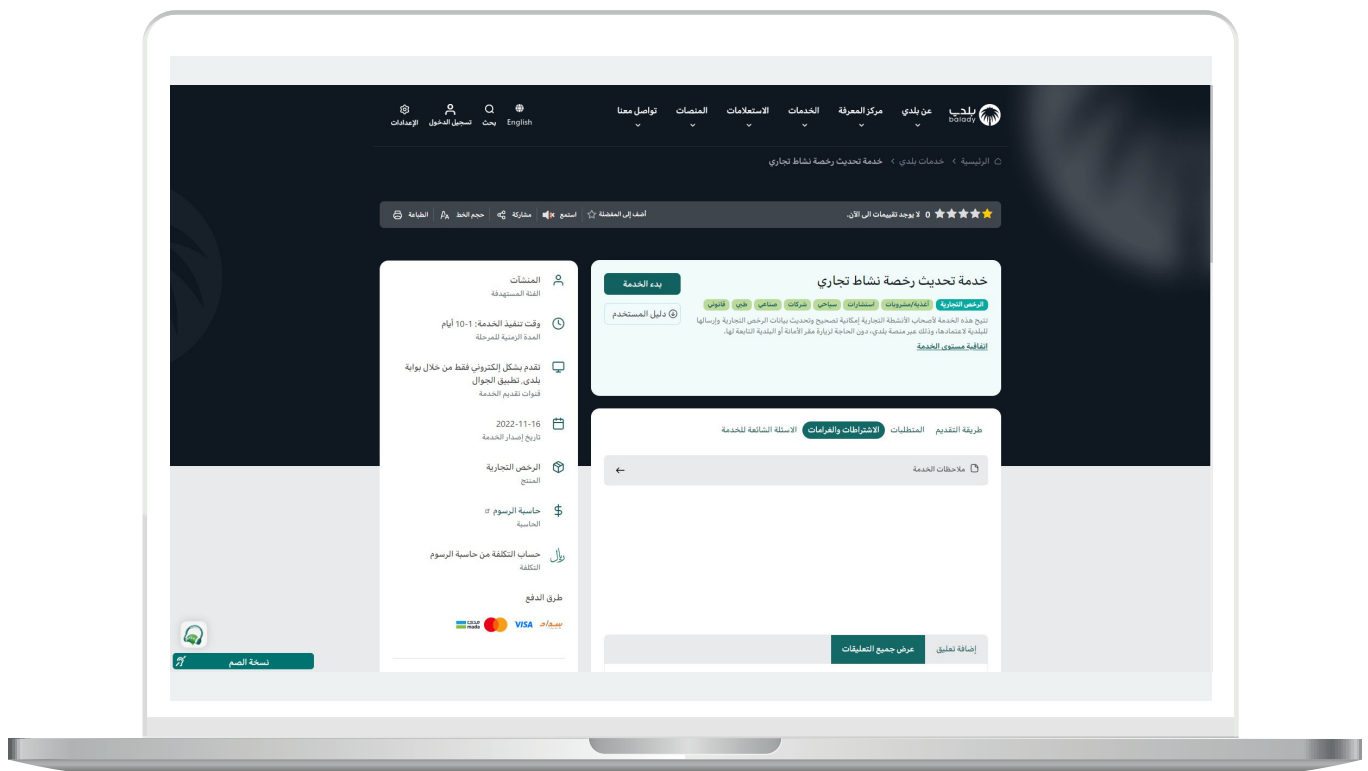 بلدي
balady
عن بلدي
مركز المعرفة
الخدمات
الاستعلامات
المنصات
تواصل معنا
English
بحث
تسجيل الدخول
الإعدادات
الرئيسية > خدمات بلدي > خدمة تحديث رخصة نشاط تجاري
0 لا يوجد تقييمات الى الآن.
أضف إلى المفضلة
استمع
مشاركة
حجم الخط
الطباعة
خدمة تحديث رخصة نشاط تجاري
بدء الخدمة
دليل المستخدم
الرخص التجارية أغذية/مشروبات استشارات سياحي شركات صناعي طبي قانوني
تتيح هذه الخدمة لأصحاب الأنشطة التجارية إمكانية تصحيح وتحديث بيانات الرخص التجارية وإرسالها
للبلدية لاعتمادها، وذلك عبر منصة بلدي، دون الحاجة لزيارة مقر الأمانة أو البلدية التابعة لها.
اتفاقية مستوى الخدمة
طريقة التقديم
المتطلبات
الاشتراطات والغرامات
الاسئلة الشائعة للخدمة
ملاحظات الخدمة
إضافة تعليق
عرض جميع التعليقات
المنشآت
الفئة المستهدفة
وقت تنفيذ الخدمة: 1-10 أيام
المدة الزمنية للمرحلة
تقدم بشكل إلكتروني فقط من خلال بوابة
بلدي, تطبيق الجوال
قنوات تقديم الخدمة
2022-11-16
تاريخ إصدار الخدمة
الرخص التجارية
المنتج
حاسبة الرسوم
الحاسبة
حساب التكلفة من حاسبة الرسوم
التكلفة
طرق الدفع
سداد
VISA
مدى
mada
نسخة الصم